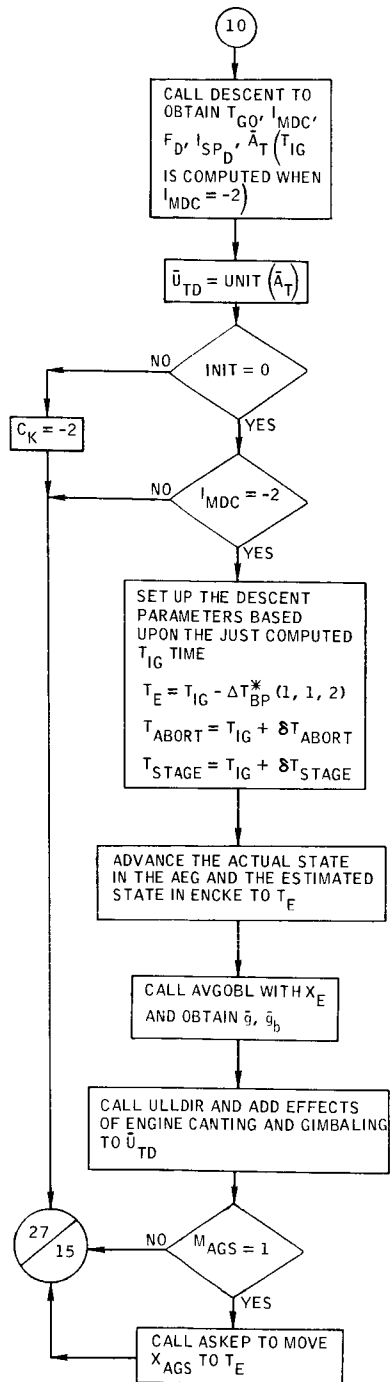 10
CALL DESCENT TO
OBTAIN T_GO, I_MDC,
F_D, I_SP_D, Ā_T (T_IG
IS COMPUTED WHEN
I_MDC = -2)
Ū_TD = UNIT (Ā_T)
NO
INIT = 0
YES
C_K = -2
NO
I_MDC = -2
YES
SET UP THE DESCENT
PARAMETERS BASED
UPON THE JUST COMPUTED
T_IG TIME
T_E = T_IG - ΔT*_BP (1, 1, 2)
T_ABORT = T_IG + δT_ABORT
T_STAGE = T_IG + δT_STAGE
ADVANCE THE ACTUAL STATE
IN THE AEG AND THE ESTIMATED
STATE IN ENCKE TO T_E
CALL AVGOBL WITH X_E
AND OBTAIN ḡ, ḡ_b
CALL ULLDIR AND ADD EFFECTS
OF ENGINE CANTING AND GIMBALING
TO Ū_TD
27
15
NO
M_AGS = 1
YES
CALL ASKEP TO MOVE
X_AGS TO T_E